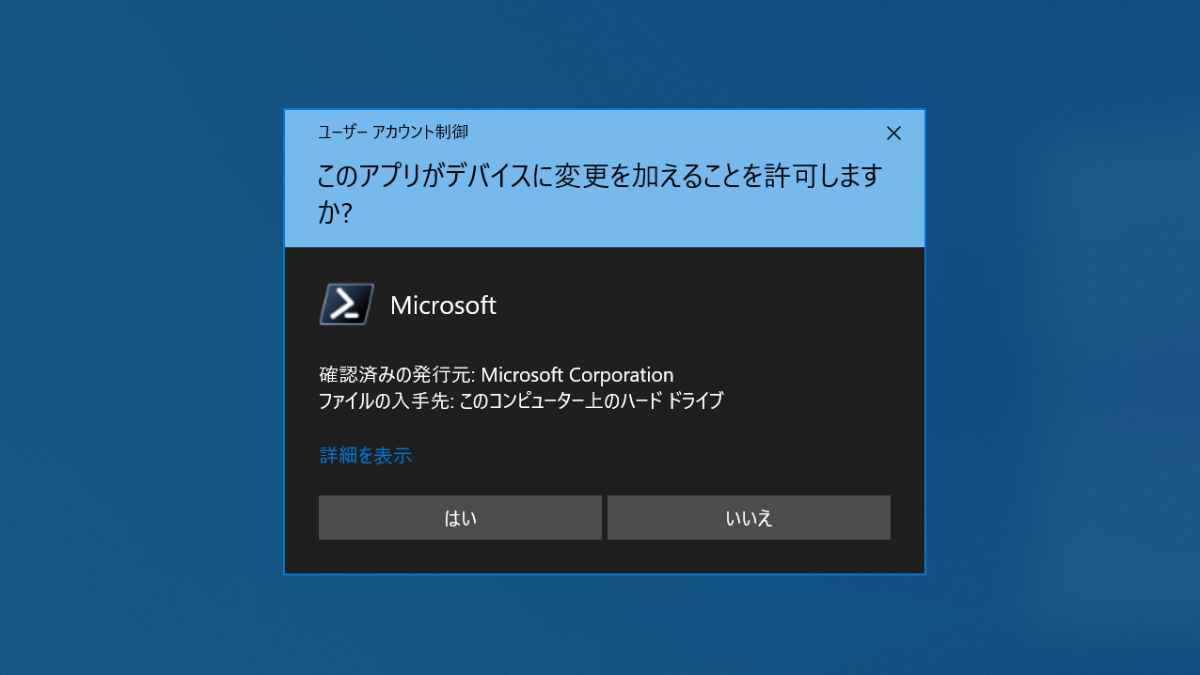 ユーザー アカウント制御
このアプリがデバイスに変更を加えることを許可します
か?
Microsoft
確認済みの発行元: Microsoft Corporation
ファイルの入手先: このコンピューター上のハード ドライブ
詳細を表示
はい
いいえ